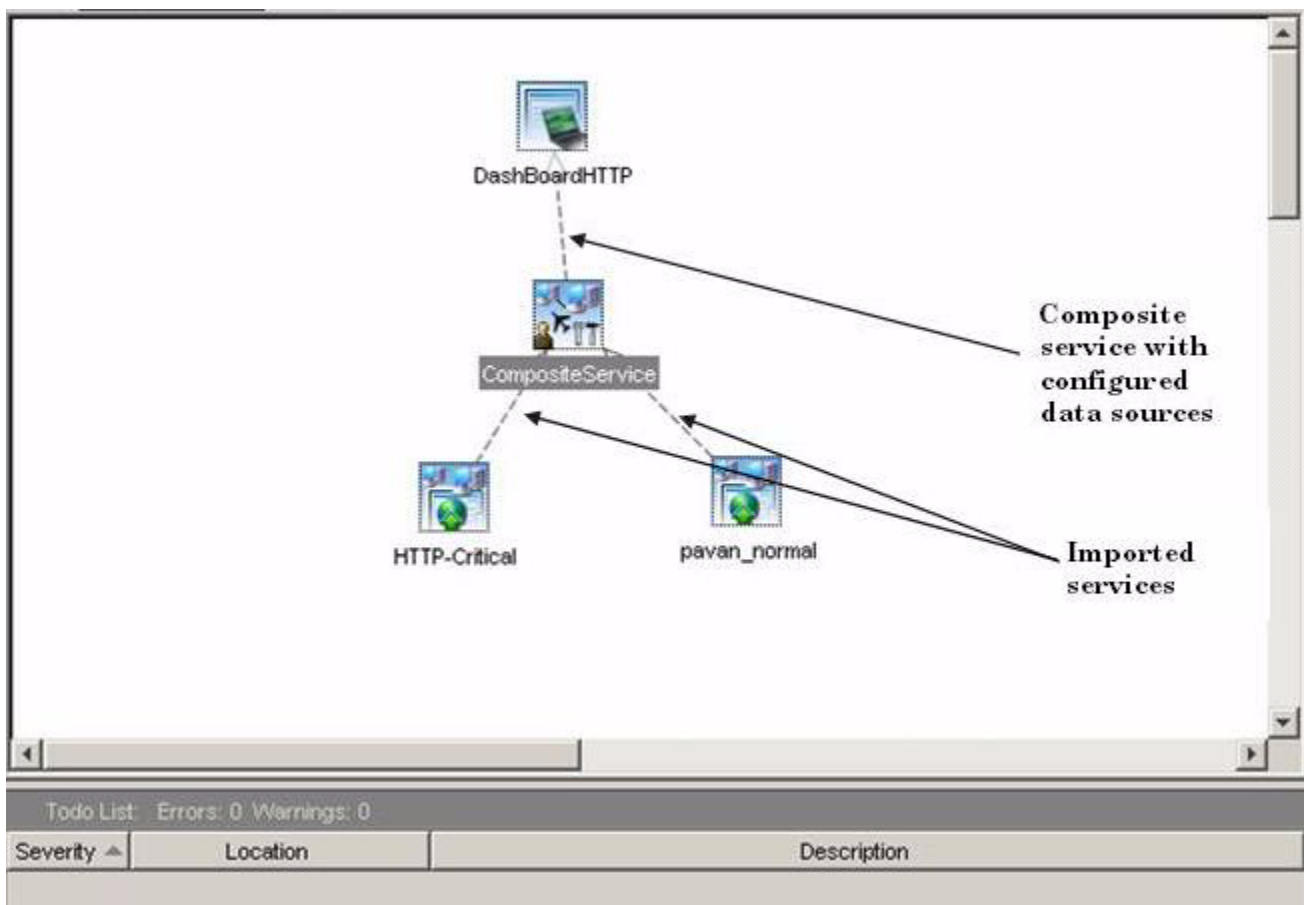 DashBoardHTTP
CompositeService
Composite
service with
configured
data sources
HTTP-Critical
pavan_normal
Imported
services
Todo List: Errors: 0 Warnings: 0
Severity Location Description